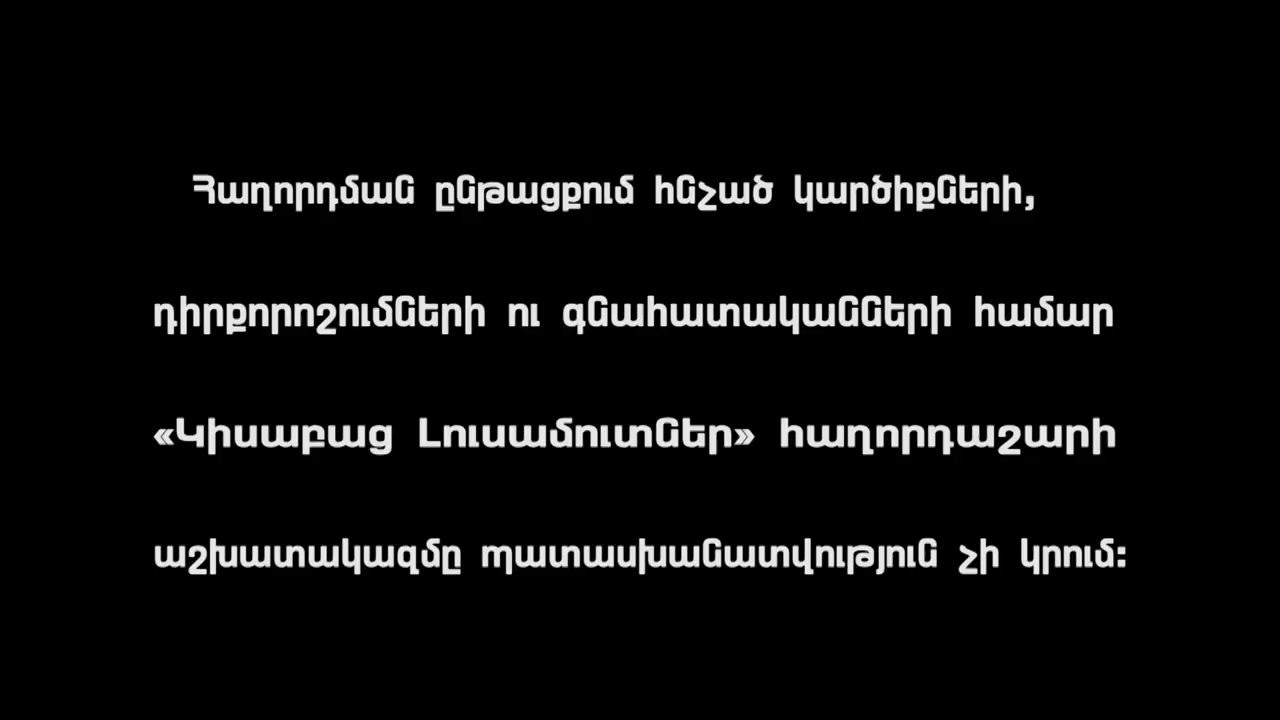 Հաղորդման ընթացքում հնչած կարծիքների,
դիրքորոշումների ու գնահատականների համար
«Կիսաբաց Լուսամուտներ» հաղորդաշարի
աշխատակազմը պատասխանատվություն չի կրում: